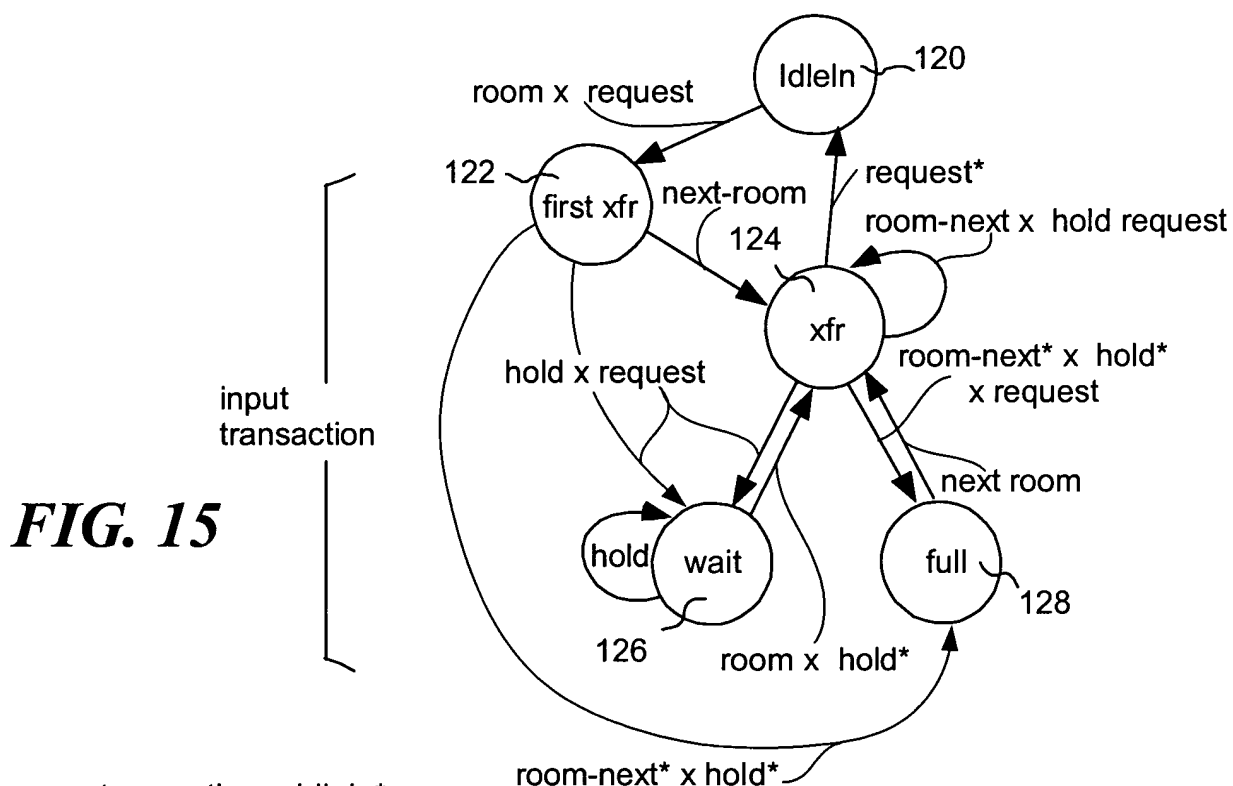 IdleIn
120
room x request
122
first xfr
next-room
request*
room-next x hold request
124
xfr
room-next* x hold*
x request
hold x request
input
transaction
next room
FIG. 15
hold
wait
full
128
126
room x hold*
room-next* x hold*